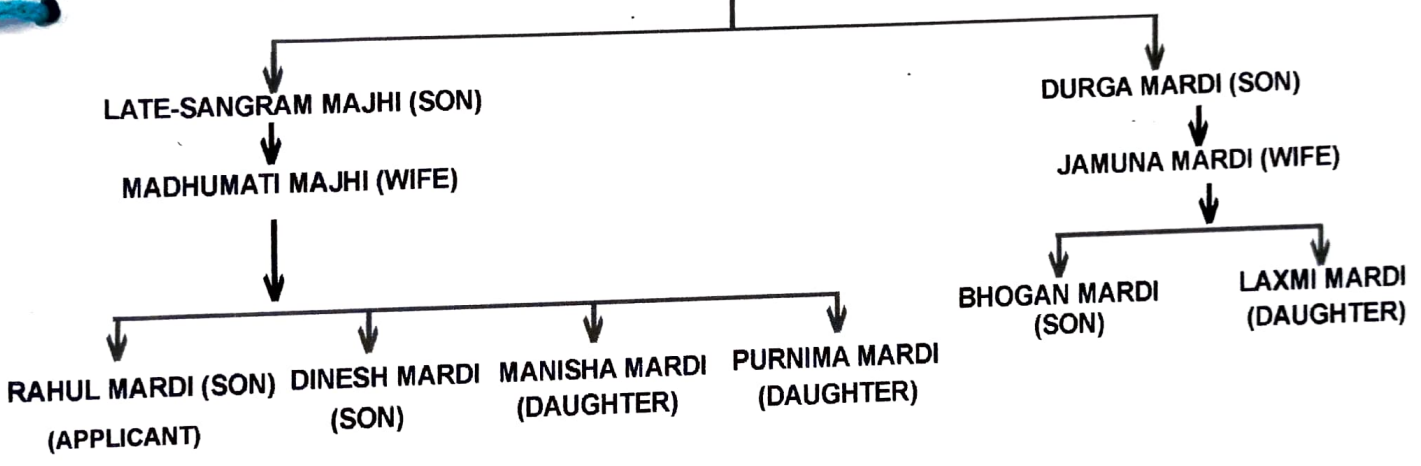 LATE-SANGRAM MAJHI (SON)
DURGA MARDI (SON)
MADHUMATI MAJHI (WIFE)
JAMUNA MARDI (WIFE)
BHOGAN MARDI
(SON)
LAXMI MARDI
(DAUGHTER)
RAHUL MARDI (SON)
(APPLICANT)
DINESH MARDI
(SON)
MANISHA MARDI
(DAUGHTER)
PURNIMA MARDI
(DAUGHTER)